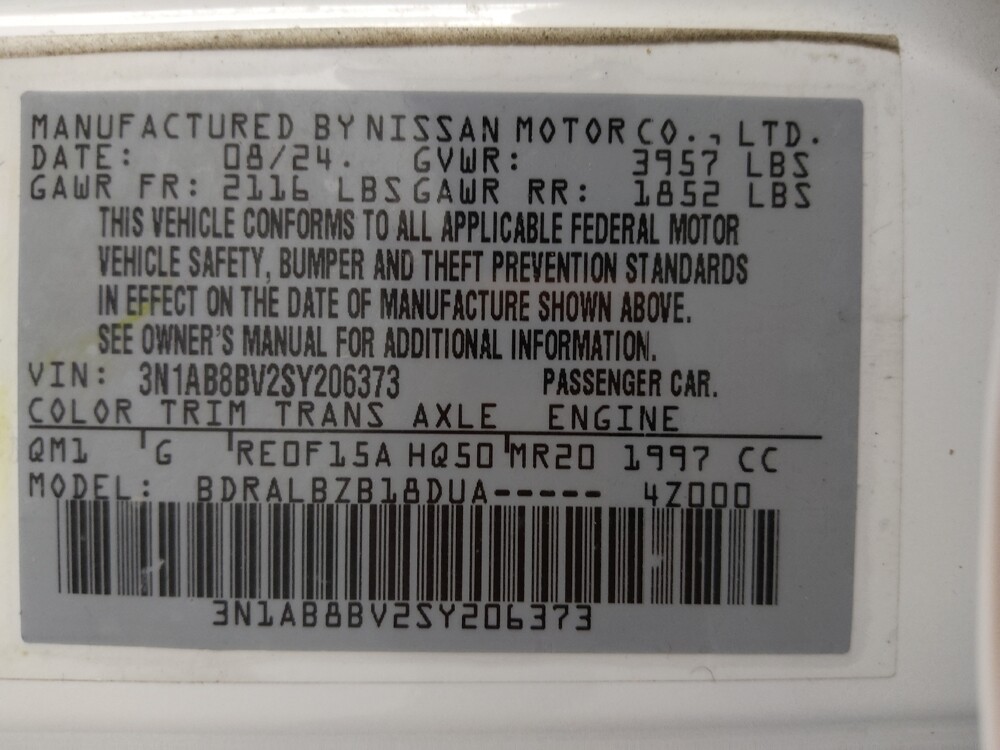 MANUFACTURED BY NISSAN MOTOR CO., LTD.
DATE: 08/24. GVWR: 3957 LBS
GAWR FR: 2116 LBS GAWR RR: 1852 LBS
THIS VEHICLE CONFORMS TO ALL APPLICABLE FEDERAL MOTOR
VEHICLE SAFETY, BUMPER AND THEFT PREVENTION STANDARDS
IN EFFECT ON THE DATE OF MANUFACTURE SHOWN ABOVE.
SEE OWNER'S MANUAL FOR ADDITIONAL INFORMATION.
VIN: 3N1AB8BV2SY206373 PASSENGER CAR.
COLOR TRIM TRANS AXLE ENGINE
QM1 G RE0F15A HQ50 MR20 1997 CC
MODEL: BDRALBZB18DUA----- 4Z000
3N1AB8BV2SY206373